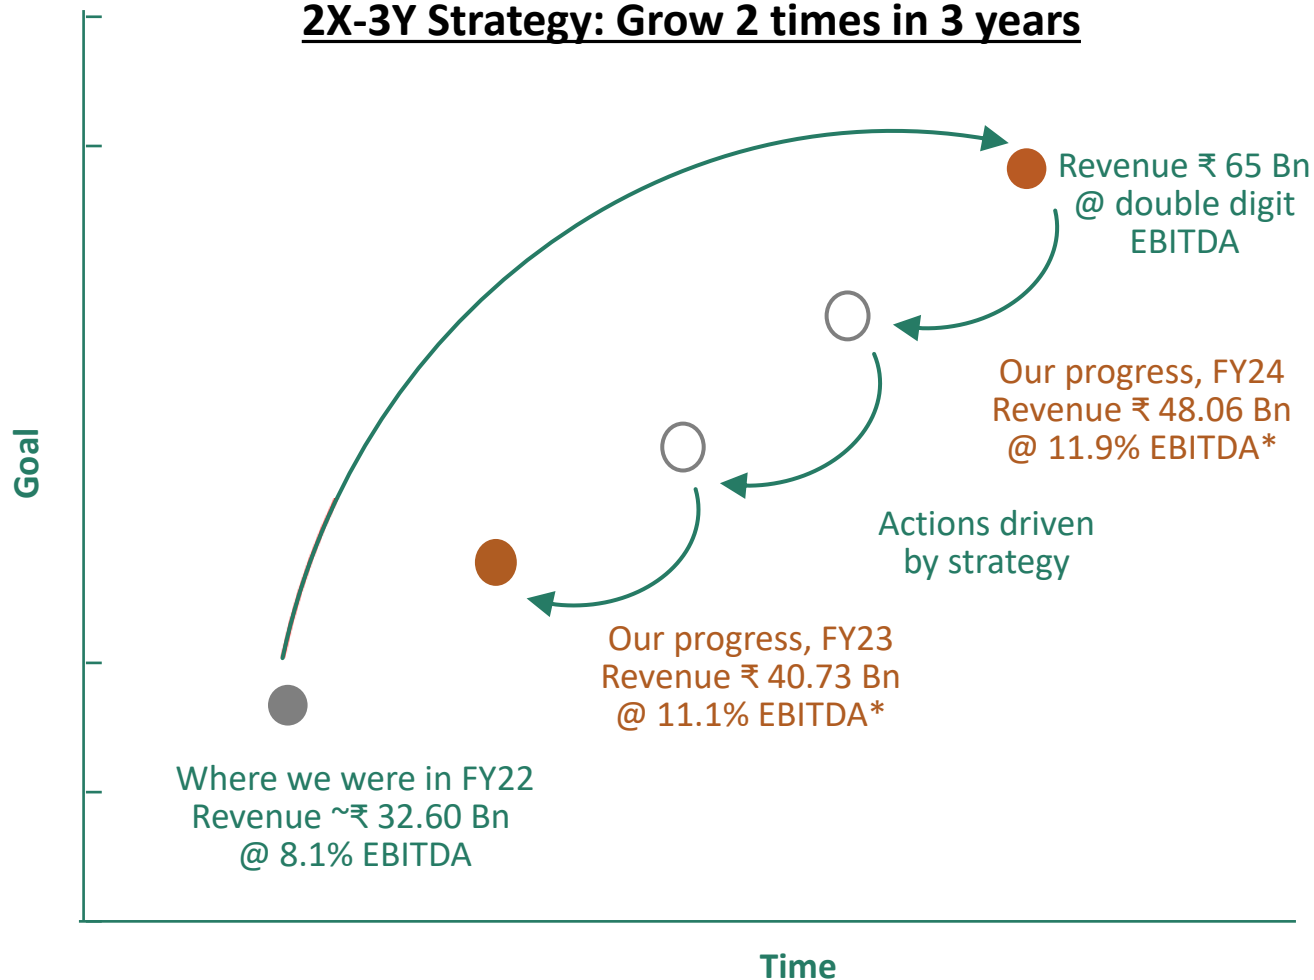 2X-3Y Strategy: Grow 2 times in 3 years
Revenue ₹ 65 Bn
@ double digit
EBITDA
Our progress, FY24
Revenue ₹ 48.06 Bn
@ 11.9% EBITDA*
Goal
Actions driven
by strategy
Our progress, FY23
Revenue ₹ 40.73 Bn
@ 11.1% EBITDA*
Where we were in FY22
Revenue ~₹ 32.60 Bn
@ 8.1% EBITDA
Time